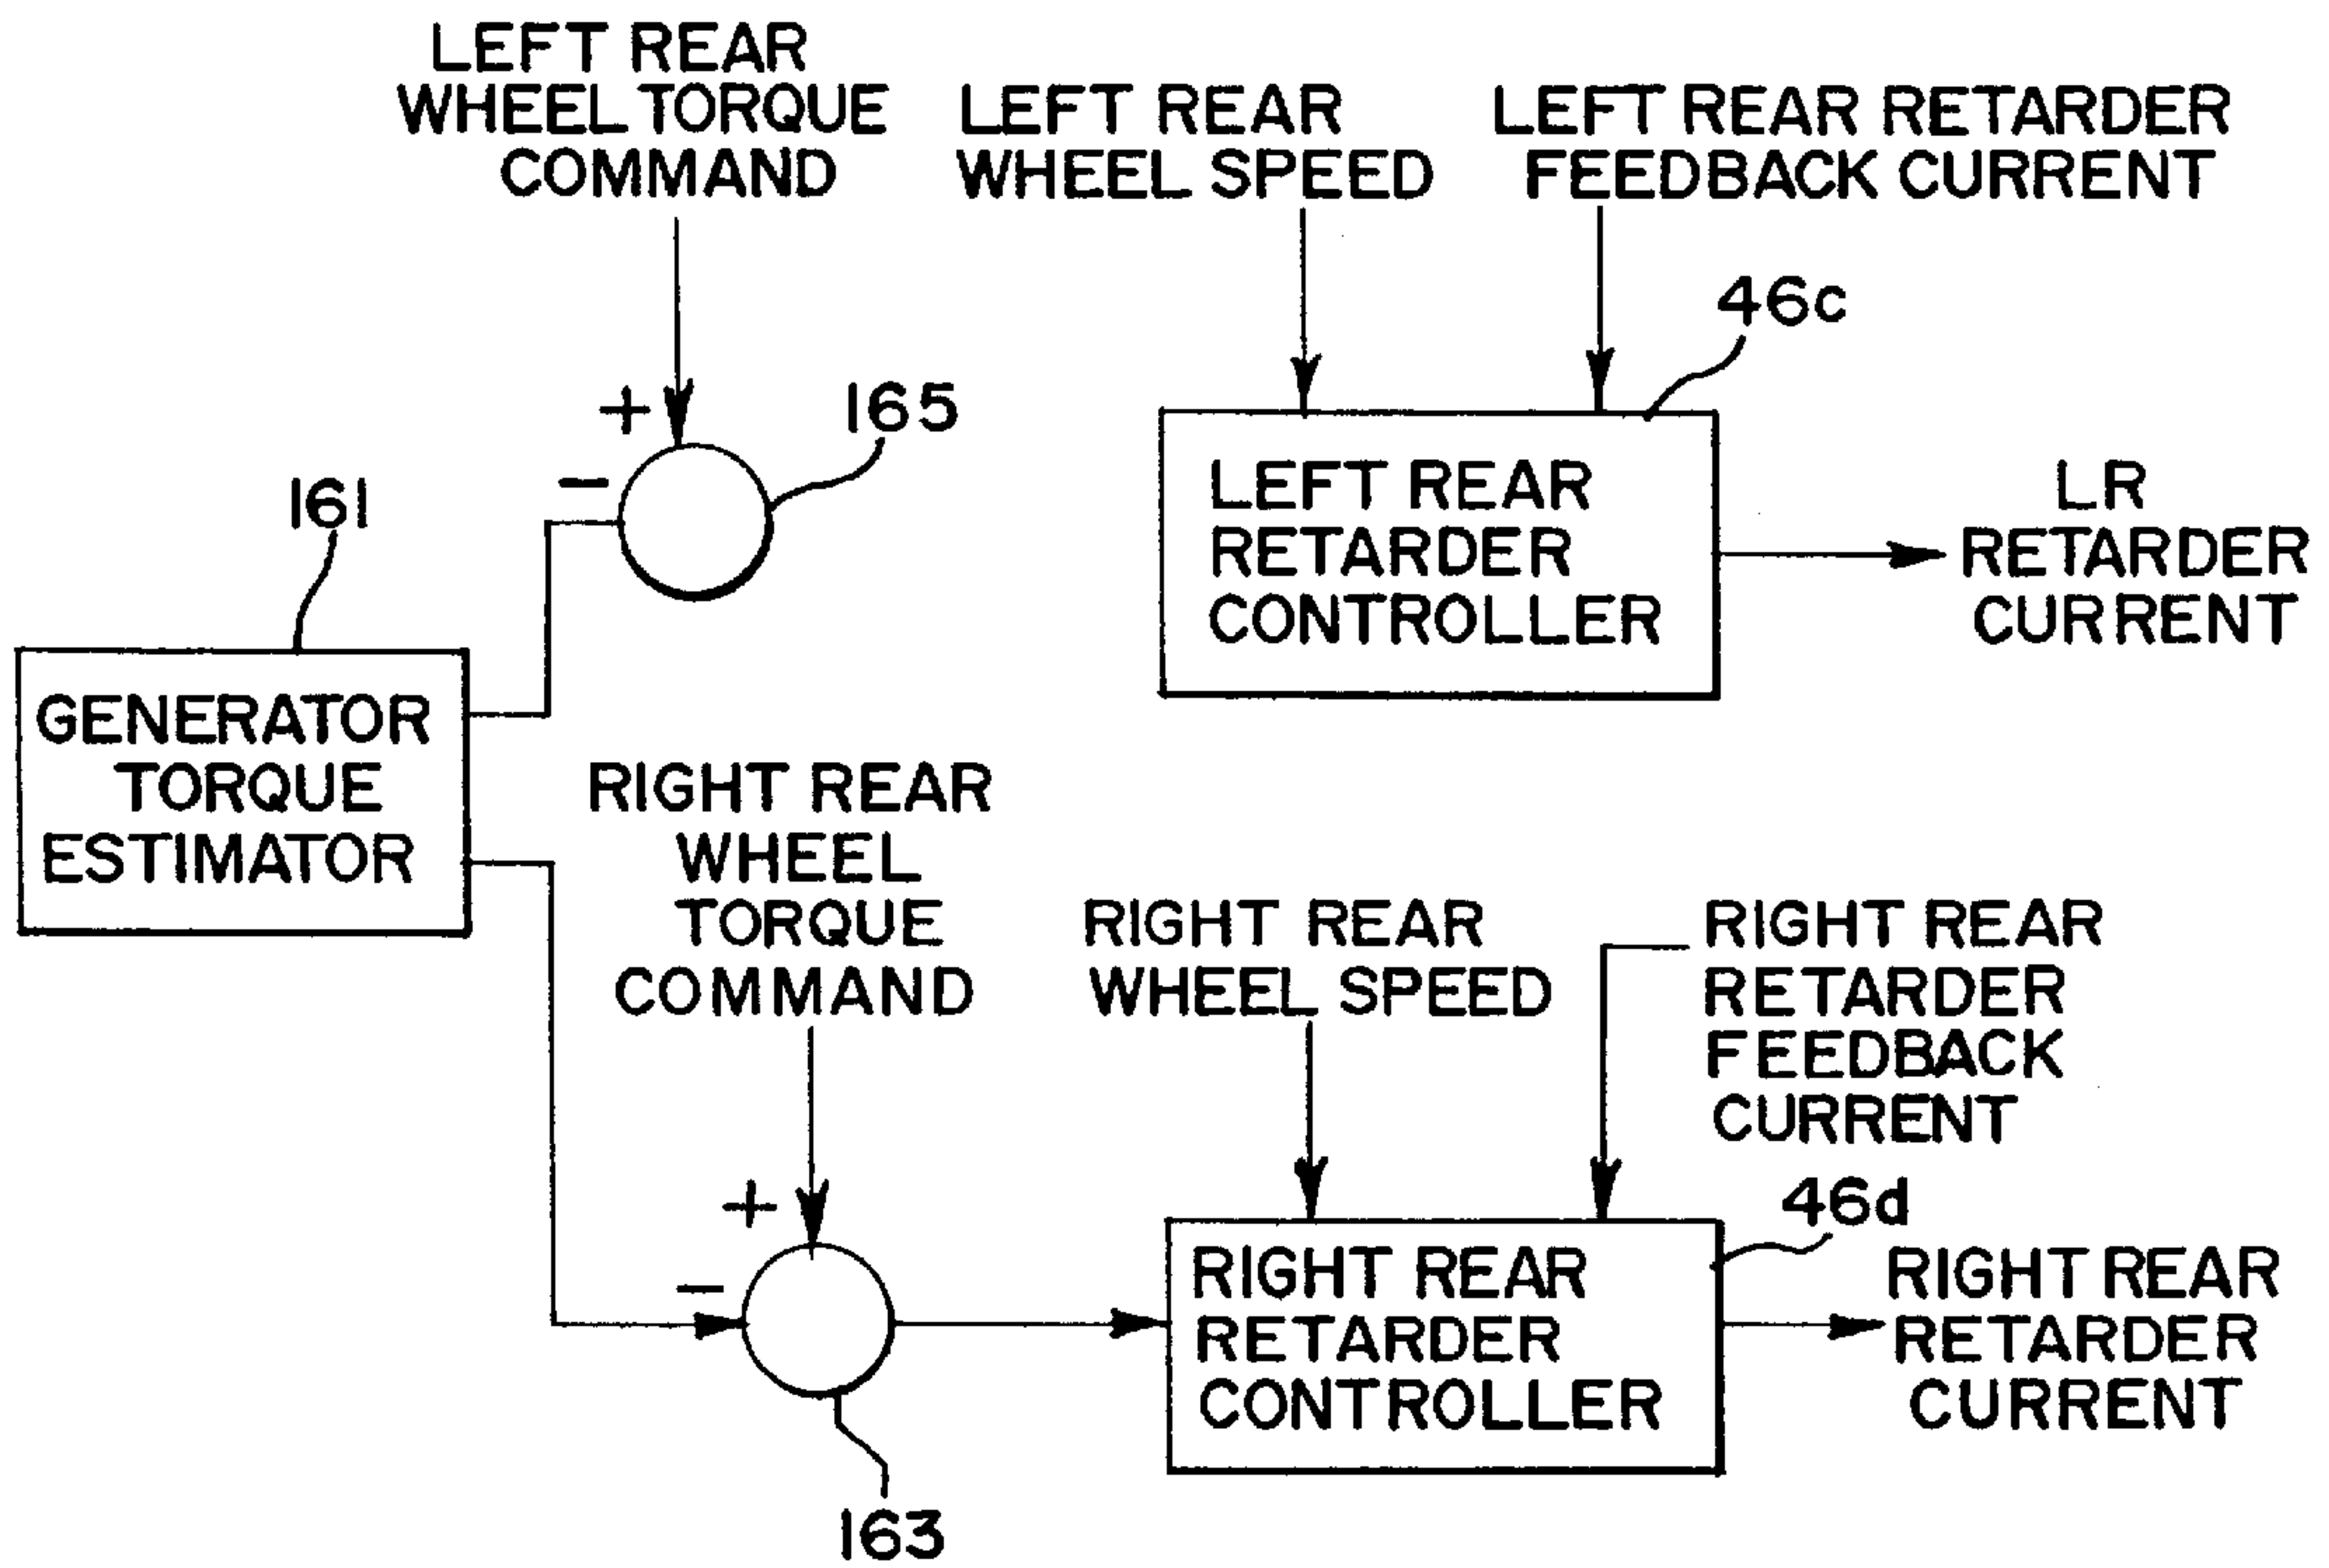 LEFT REAR
WHEEL TORQUE
COMMAND
LEFT REAR
WHEEL SPEED
LEFT REAR RETARDER
FEEDBACK CURRENT
46c
+
165
−
161
LEFT REAR
RETARDER
CONTROLLER
LR
RETARDER
CURRENT
GENERATOR
TORQUE
ESTIMATOR
RIGHT REAR
WHEEL
TORQUE
COMMAND
RIGHT REAR
WHEEL SPEED
RIGHT REAR
RETARDER
FEEDBACK
CURRENT
46d
+
−
RIGHT REAR
RETARDER
CONTROLLER
RIGHT REAR
RETARDER
CURRENT
163